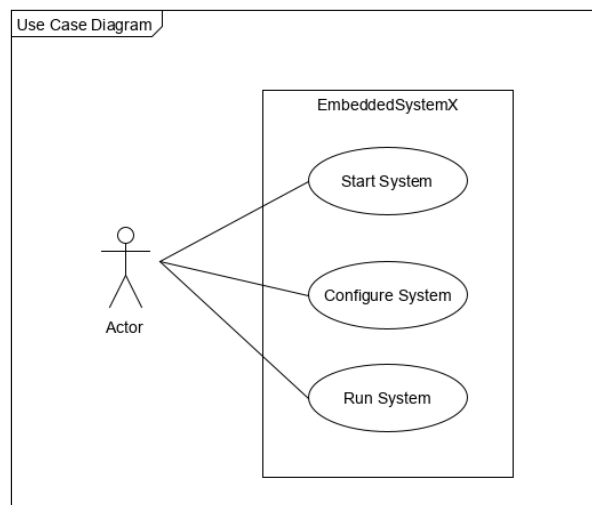 Use Case Diagram
EmbeddedSystemX
Start System
Configure System
Actor
Run System